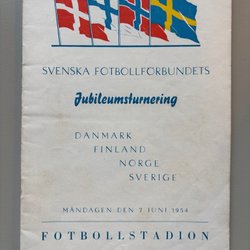 SVENSKA FOTBOLLFÖRBUNDETS
Jubileumsturnering
DANMARK
FINLAND
NORGE
SVERIGE
MÅNDAGEN DEN 7 JUNI 1954
FOTBOLLSTADION